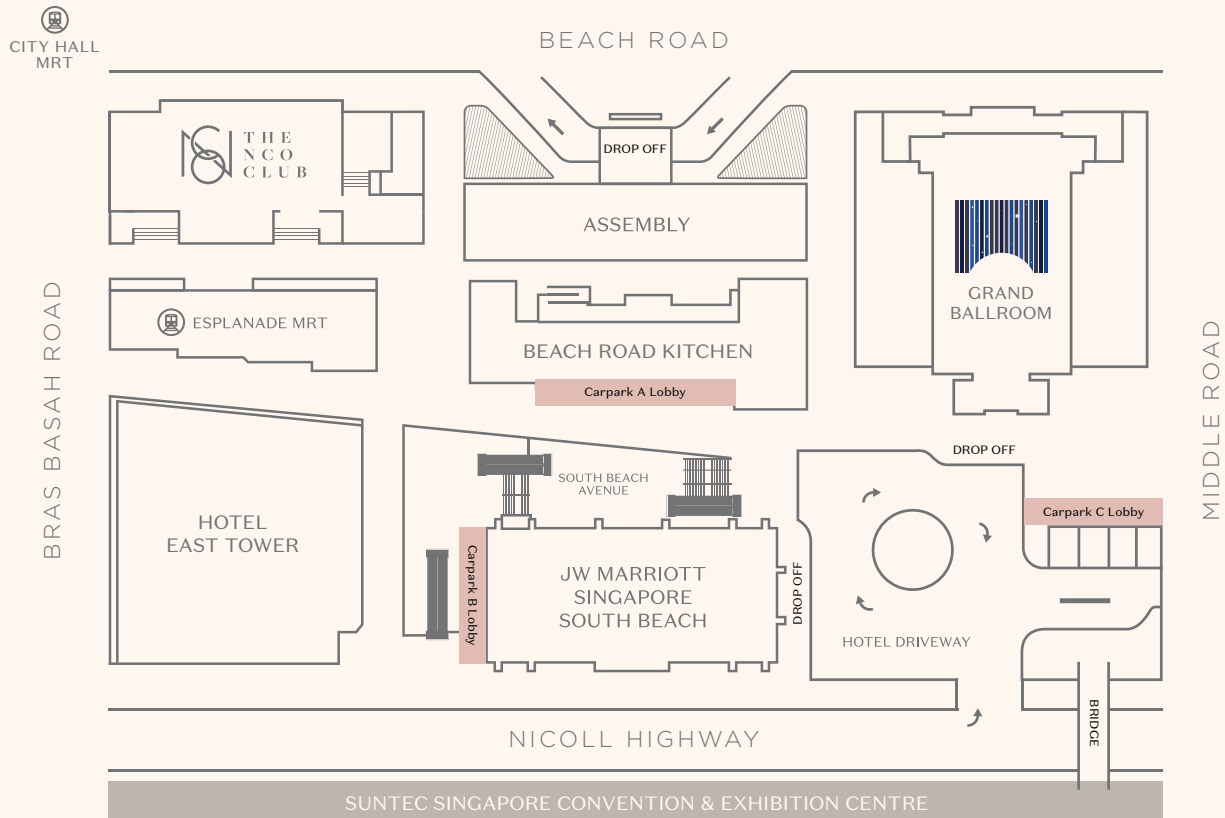 CITY HALL
MRT
BEACH ROAD
THE
NCO
CLUB
DROP OFF
ASSEMBLY
GRAND
BALLROOM
ESPLANADE MRT
BEACH ROAD KITCHEN
Carpark A Lobby
BRAS BASAH ROAD
MIDDLE ROAD
HOTEL
EAST TOWER
SOUTH BEACH
AVENUE
DROP OFF
Carpark C Lobby
Carpark B Lobby
JW MARRIOTT
SINGAPORE
SOUTH BEACH
DROP OFF
HOTEL DRIVEWAY
BRIDGE
NICOLL HIGHWAY
SUNTEC SINGAPORE CONVENTION & EXHIBITION CENTRE